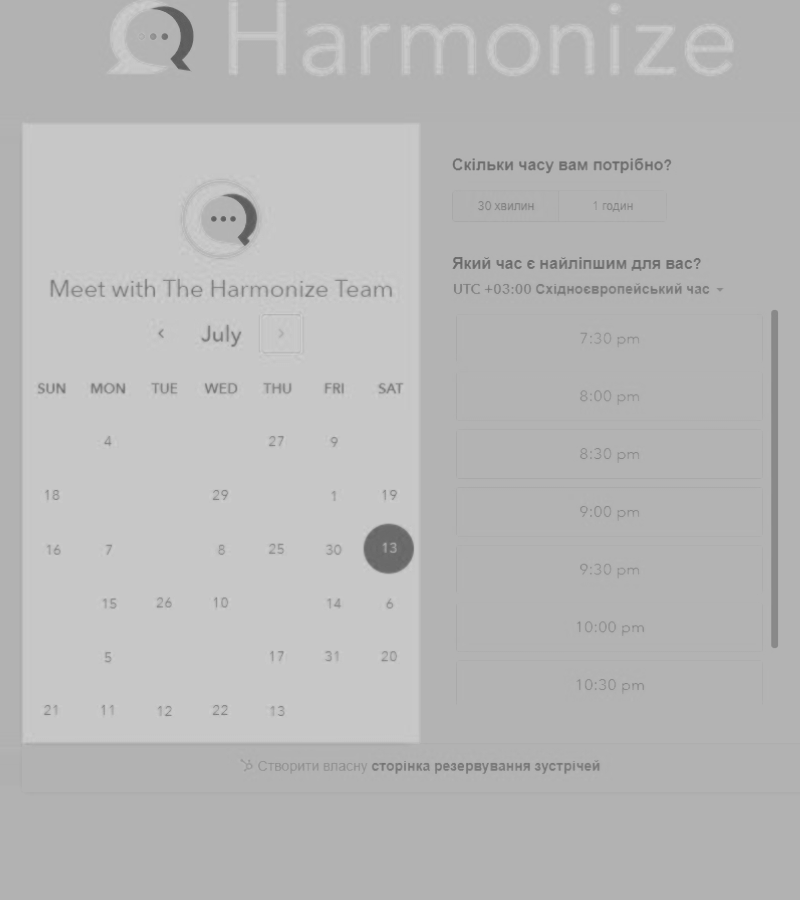 Harmonize
Meet with The Harmonize Team
July
SUN MON TUE WED THU FRI SAT
4 27 9
18 29 1 19
16 7 8 25 30 13
15 26 10 14 6
5 17 31 20
21 11 12 22 13
Скільки часу вам потрібно?
30 хвилин 1 годин
Який час є найліпшим для вас?
UTC +03:00 Східноєвропейський час
7:30 pm
8:00 pm
8:30 pm
9:00 pm
9:30 pm
10:00 pm
10:30 pm
Створити власну сторінка резервування зустрічей